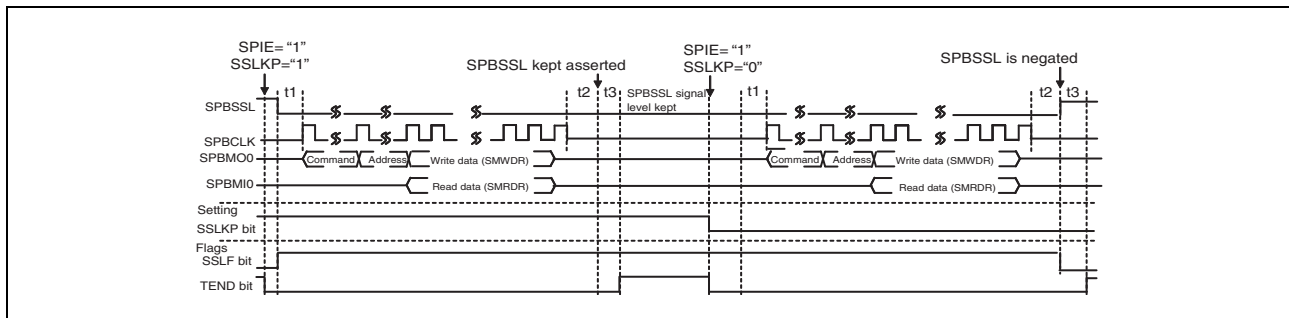 SPIE= “1”
SSLKP=“1”
SPBSSL kept asserted
SPIE= “1”
SSLKP=“0”
SPBSSL is negated
SPBSSL
t1
t2
t3
SPBSSL signal
level kept
t1
t2
t3
SPBCLK
SPBMO0
Command
Address
Write data (SMWDR)
Command
Address
Write data (SMWDR)
SPBMI0
Read data (SMRDR)
Read data (SMRDR)
Setting
SSLKP bit
Flags
SSLF bit
TEND bit